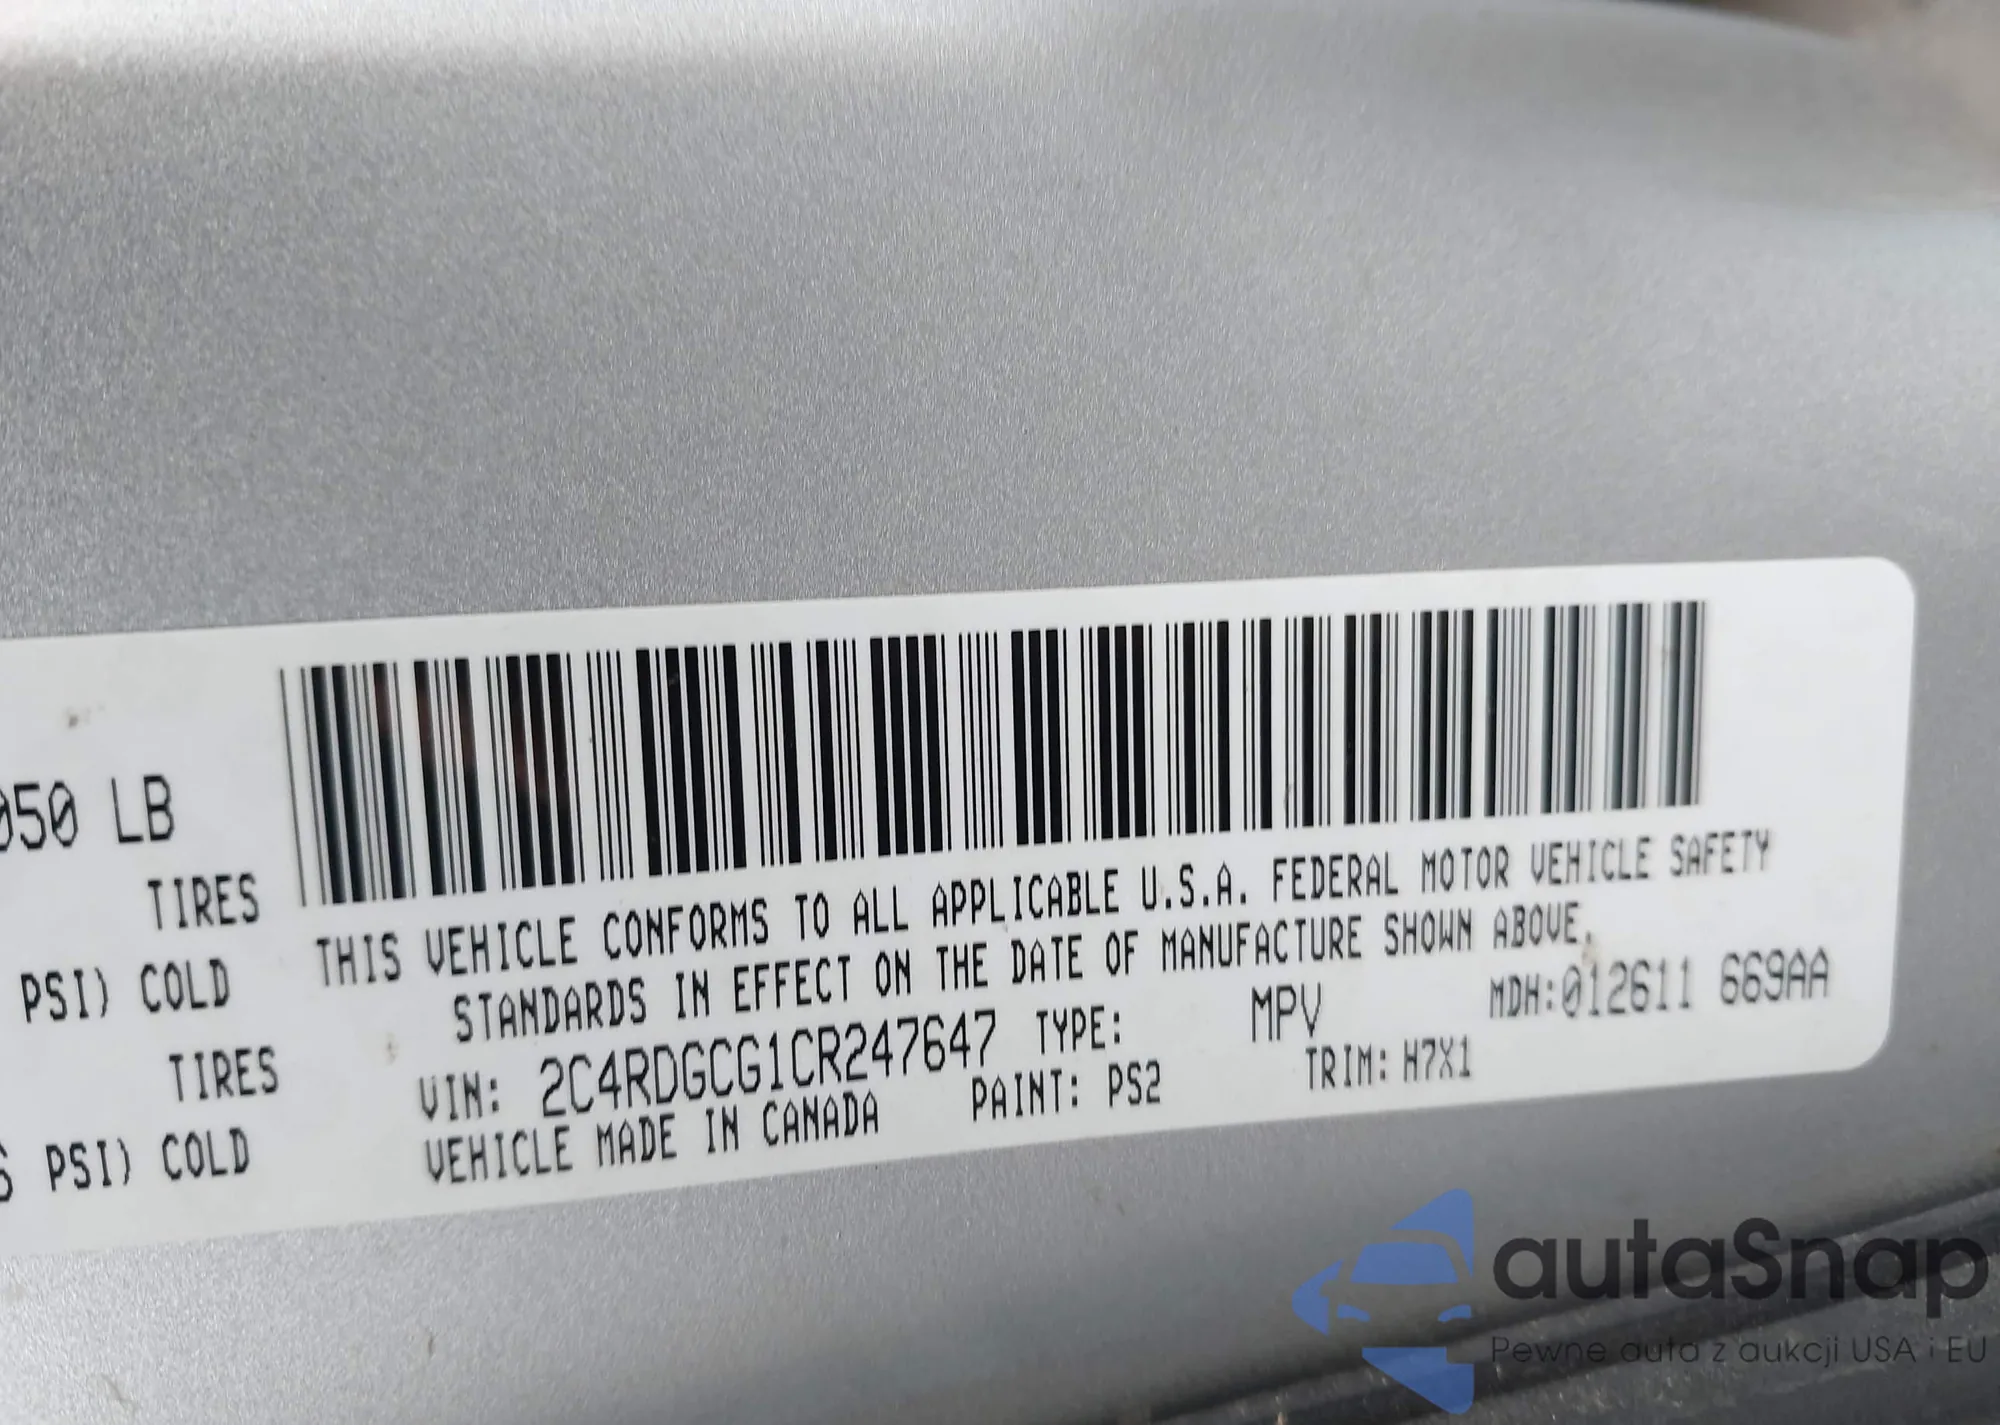 050 LB
TIRES
PSI) COLD
TIRES
PSI) COLD
THIS VEHICLE CONFORMS TO ALL APPLICABLE U.S.A. FEDERAL MOTOR VEHICLE SAFETY
STANDARDS IN EFFECT ON THE DATE OF MANUFACTURE SHOWN ABOVE.
VIN: 2C4RDGCG1CR247647 TYPE: MPV MDH:012611 669AA
VEHICLE MADE IN CANADA PAINT: PS2 TRIM: H7X1
autaSnap
Pewne auta z aukcji USA i EU